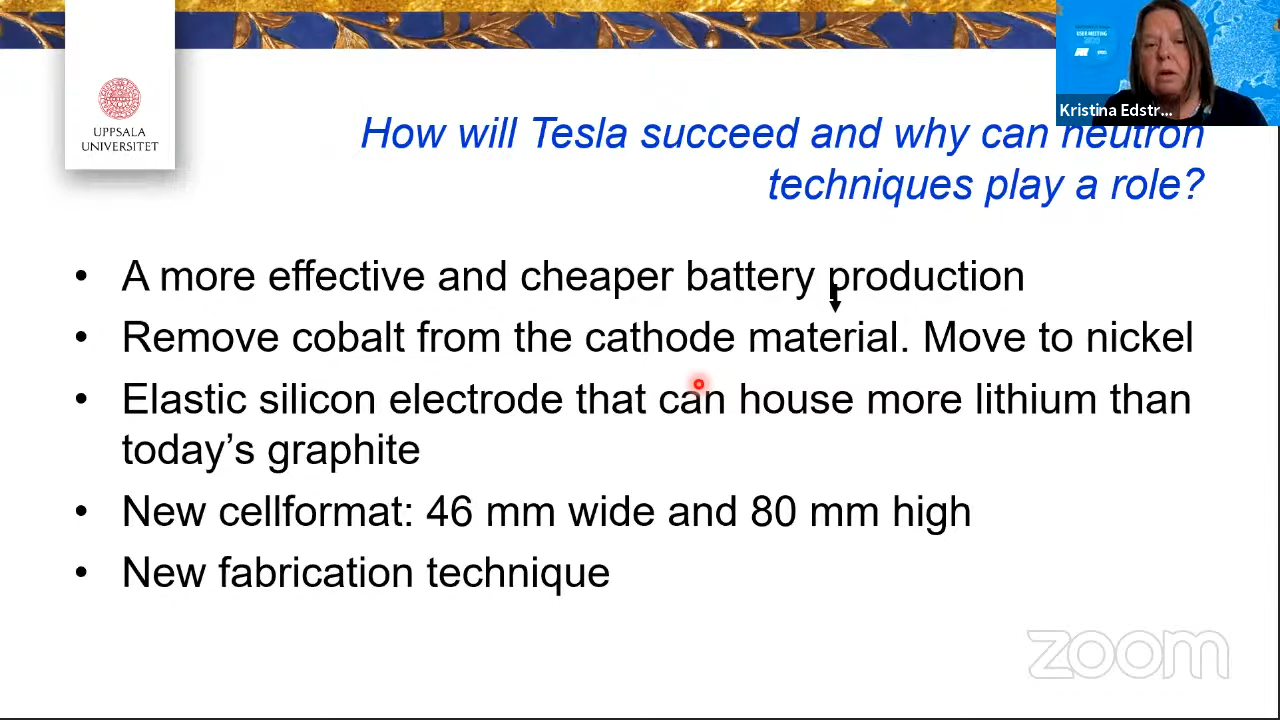 USER MEETING
Kristina Edstr...
UPPSALA
UNIVERSITET
How will Tesla succeed and why can neutron
techniques play a role?
• A more effective and cheaper battery production
• Remove cobalt from the cathode material. Move to nickel
• Elastic silicon electrode that can house more lithium than
today’s graphite
• New cellformat: 46 mm wide and 80 mm high
• New fabrication technique
zoom